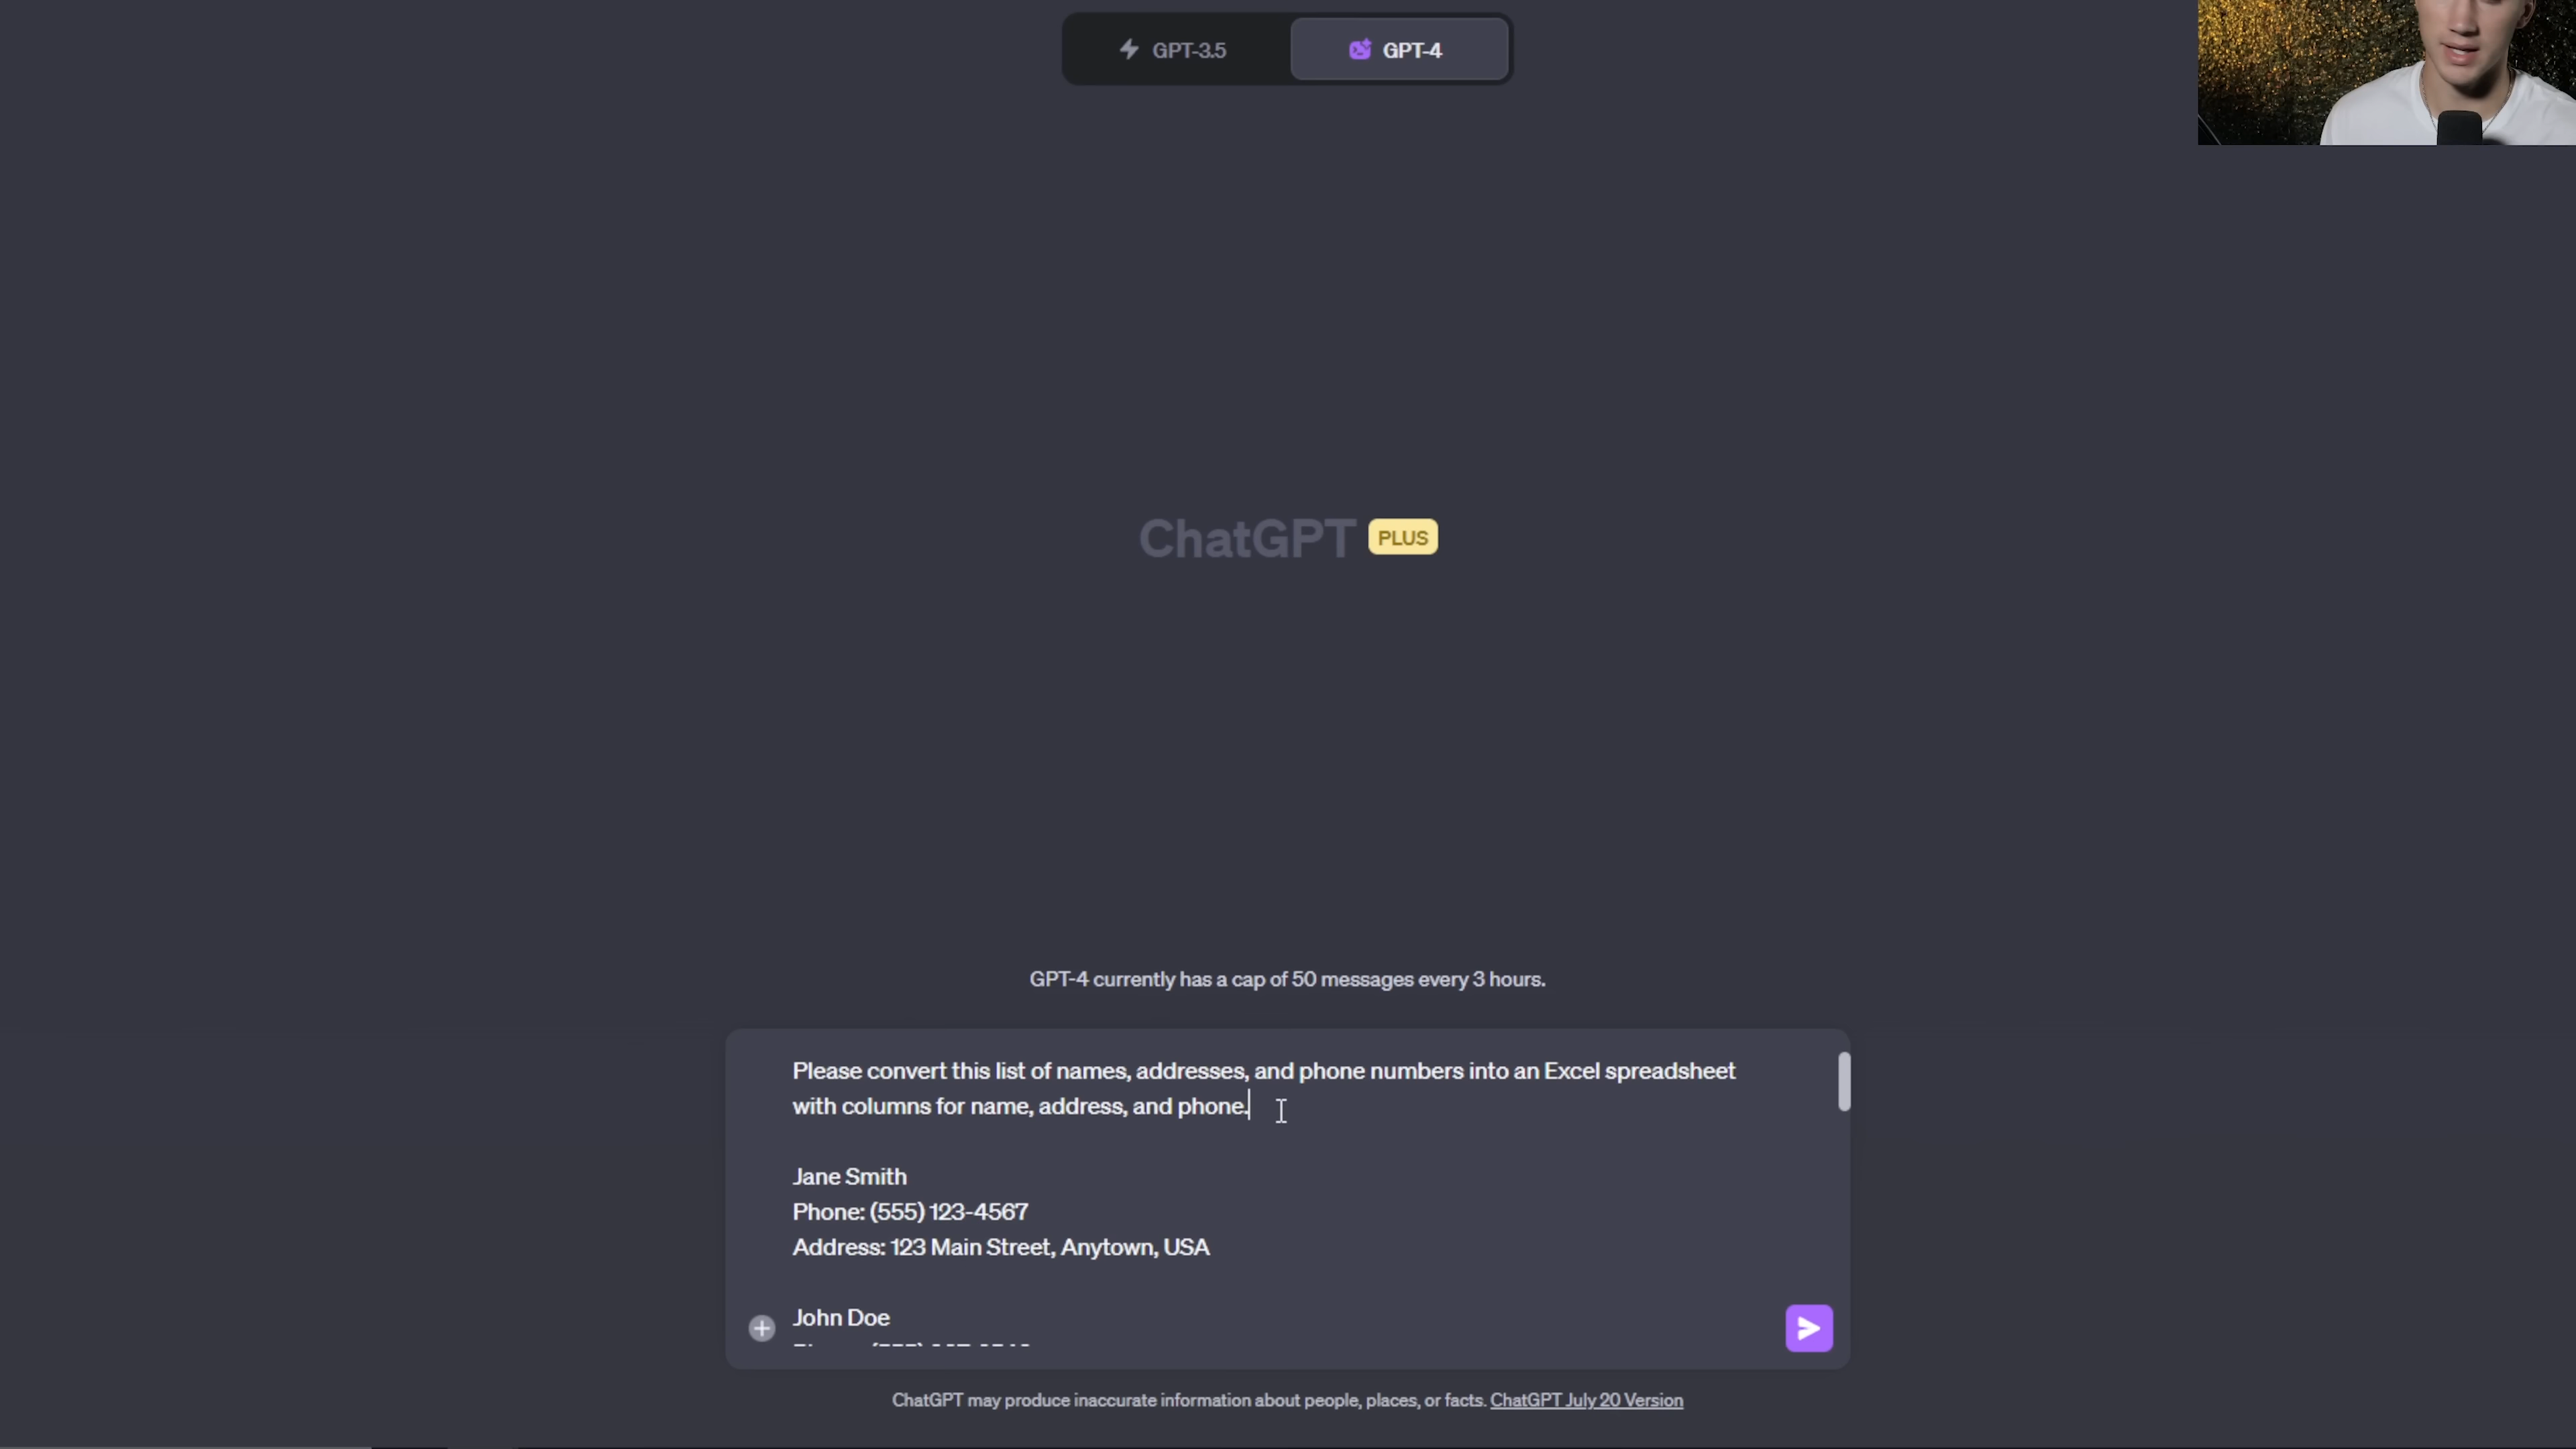 GPT-3.5
GPT-4
ChatGPT PLUS
GPT-4 currently has a cap of 50 messages every 3 hours.
Please convert this list of names, addresses, and phone numbers into an Excel spreadsheet
with columns for name, address, and phone.
Jane Smith
Phone: (555) 123-4567
Address: 123 Main Street, Anytown, USA
John Doe
ChatGPT may produce inaccurate information about people, places, or facts. ChatGPT July 20 Version